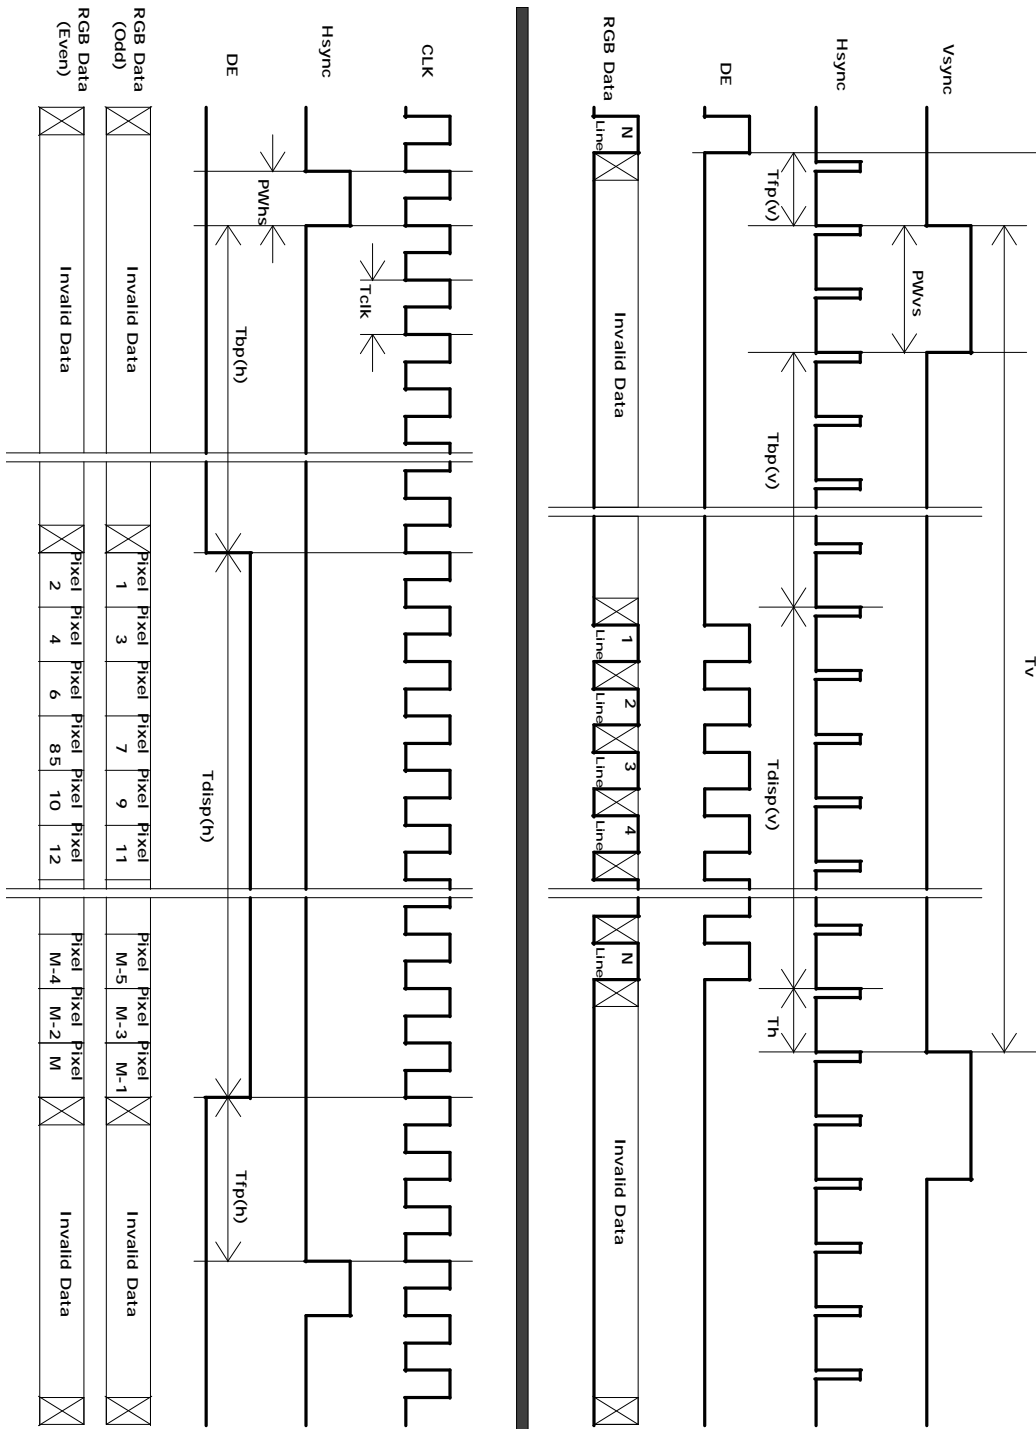 Tv
Vsync
PWvs
Hsync
Tfp(v) Tbp(v) Tdisp(v) Th
DE
RGB Data
Line N
Invalid Data
Line 1
Line 2
Line 3
Line 4
Line N
Invalid Data
CLK
Tclk
Hsync
PWhs
DE
Tbp(h) Tdisp(h) Tfp(h)
RGB Data
(Odd)
Invalid Data
Pixel Pixel Pixel Pixel Pixel Pixel Pixel Pixel Pixel
1 3 7 9 11 M-5 M-3 M-1
Invalid Data
RGB Data
(Even)
Invalid Data
Pixel Pixel Pixel Pixel Pixel Pixel Pixel Pixel Pixel
2 4 6 85 10 12 M-4 M-2 M
Invalid Data